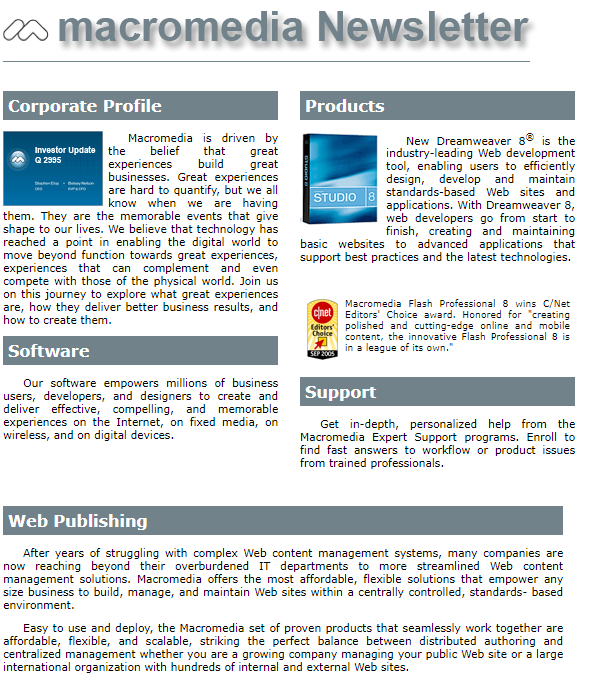 macromedia Newsletter
Corporate Profile
Investor Update
Q 2995
Stephen Elop • Betsey Nelson
CEO EVP & CFO
Macromedia is driven by
the belief that great
experiences build great
businesses. Great experiences
are hard to quantify, but we all
know when we are having
them. They are the memorable events that give
shape to our lives. We believe that technology has
reached a point in enabling the digital world to
move beyond function towards great experiences,
experiences that can complement and even
compete with those of the physical world. Join us
on this journey to explore what great experiences
are, how they deliver better business results, and
how to create them.
Software
Our software empowers millions of business
users, developers, and designers to create and
deliver effective, compelling, and memorable
experiences on the Internet, on fixed media, on
wireless, and on digital devices.
Products
STUDIO 8
New Dreamweaver 8® is the
industry-leading Web development
tool, enabling users to efficiently
design, develop and maintain
standards-based Web sites and
applications. With Dreamweaver 8,
web developers go from start to
finish, creating and maintaining
basic websites to advanced applications that
support best practices and the latest technologies.
c|net
Editors'
Choice
SEP 2005
Macromedia Flash Professional 8 wins C/Net
Editors' Choice award. Honored for "creating
polished and cutting-edge online and mobile
content, the innovative Flash Professional 8 is
in a league of its own."
Support
Get in-depth, personalized help from the
Macromedia Expert Support programs. Enroll to
find fast answers to workflow or product issues
from trained professionals.
Web Publishing
After years of struggling with complex Web content management systems, many companies are
now reaching beyond their overburdened IT departments to more streamlined Web content
management solutions. Macromedia offers the most affordable, flexible solutions that empower any
size business to build, manage, and maintain Web sites within a centrally controlled, standards- based
environment.
Easy to use and deploy, the Macromedia set of proven products that seamlessly work together are
affordable, flexible, and scalable, striking the perfect balance between distributed authoring and
centralized management whether you are a growing company managing your public Web site or a large
international organization with hundreds of internal and external Web sites.